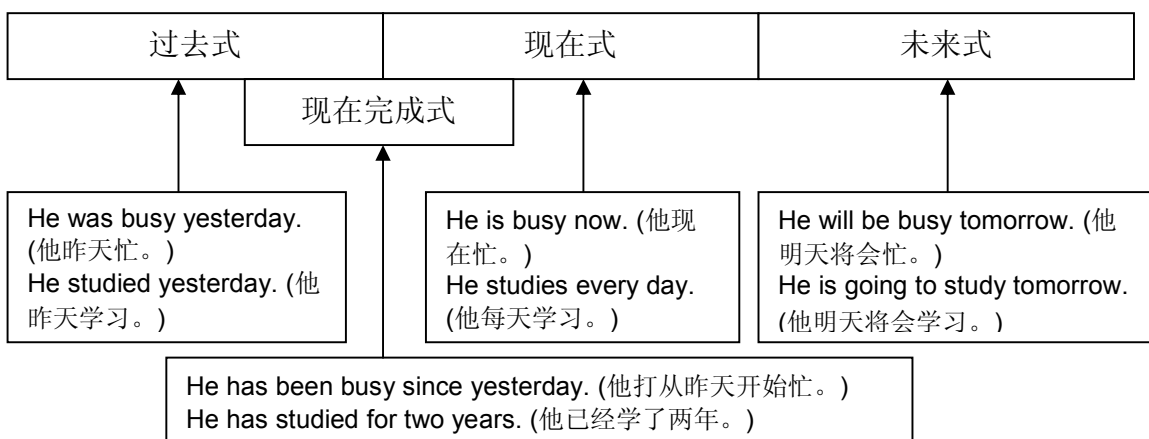 过去式
现在式
未来式
现在完成式
He was busy yesterday.
(他昨天忙。)
He studied yesterday. (他
昨天学习。)
He is busy now. (他现
在忙。)
He studies every day.
(他每天学习。)
He will be busy tomorrow. (他
明天将会忙。)
He is going to study tomorrow.
(他明天将会学习。)
He has been busy since yesterday. (他打从昨天开始忙。)
He has studied for two years. (他已经学了两年。)